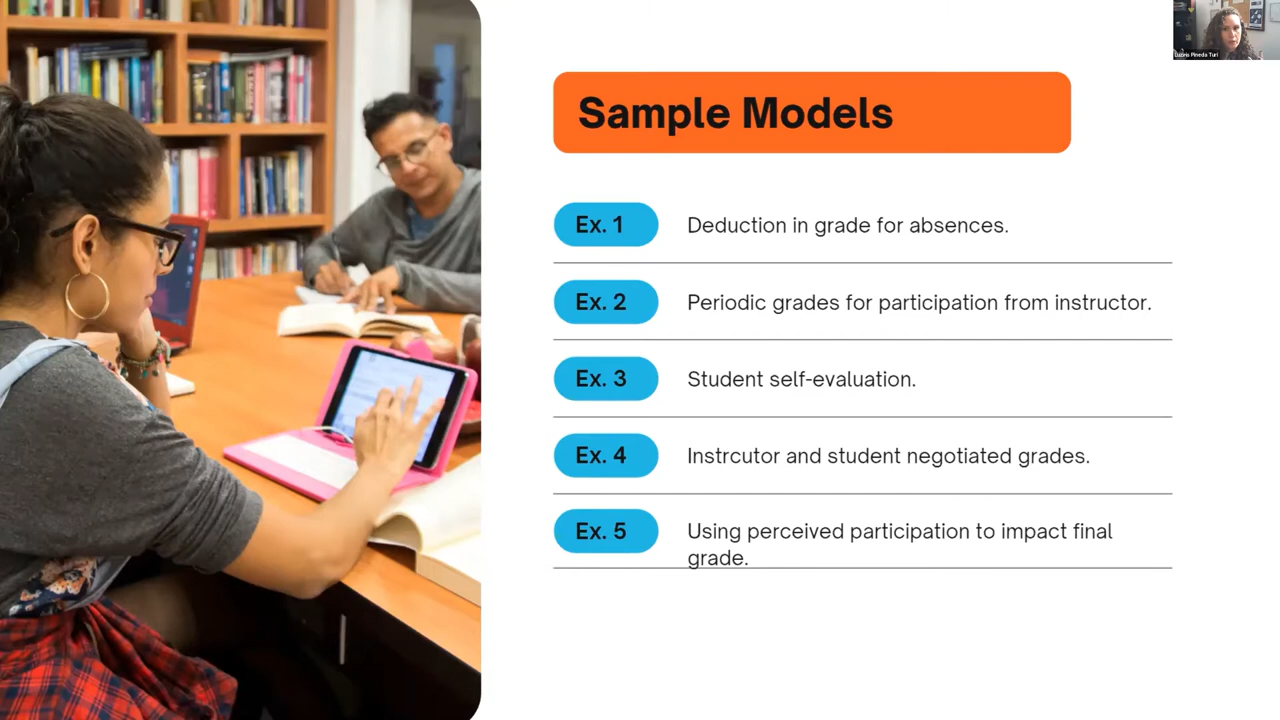 Sample Models
Ex. 1
Deduction in grade for absences.
Ex. 2
Periodic grades for participation from instructor.
Ex. 3
Student self-evaluation.
Ex. 4
Instrcutor and student negotiated grades.
Ex. 5
Using perceived participation to impact final
grade.
Pineda Turi